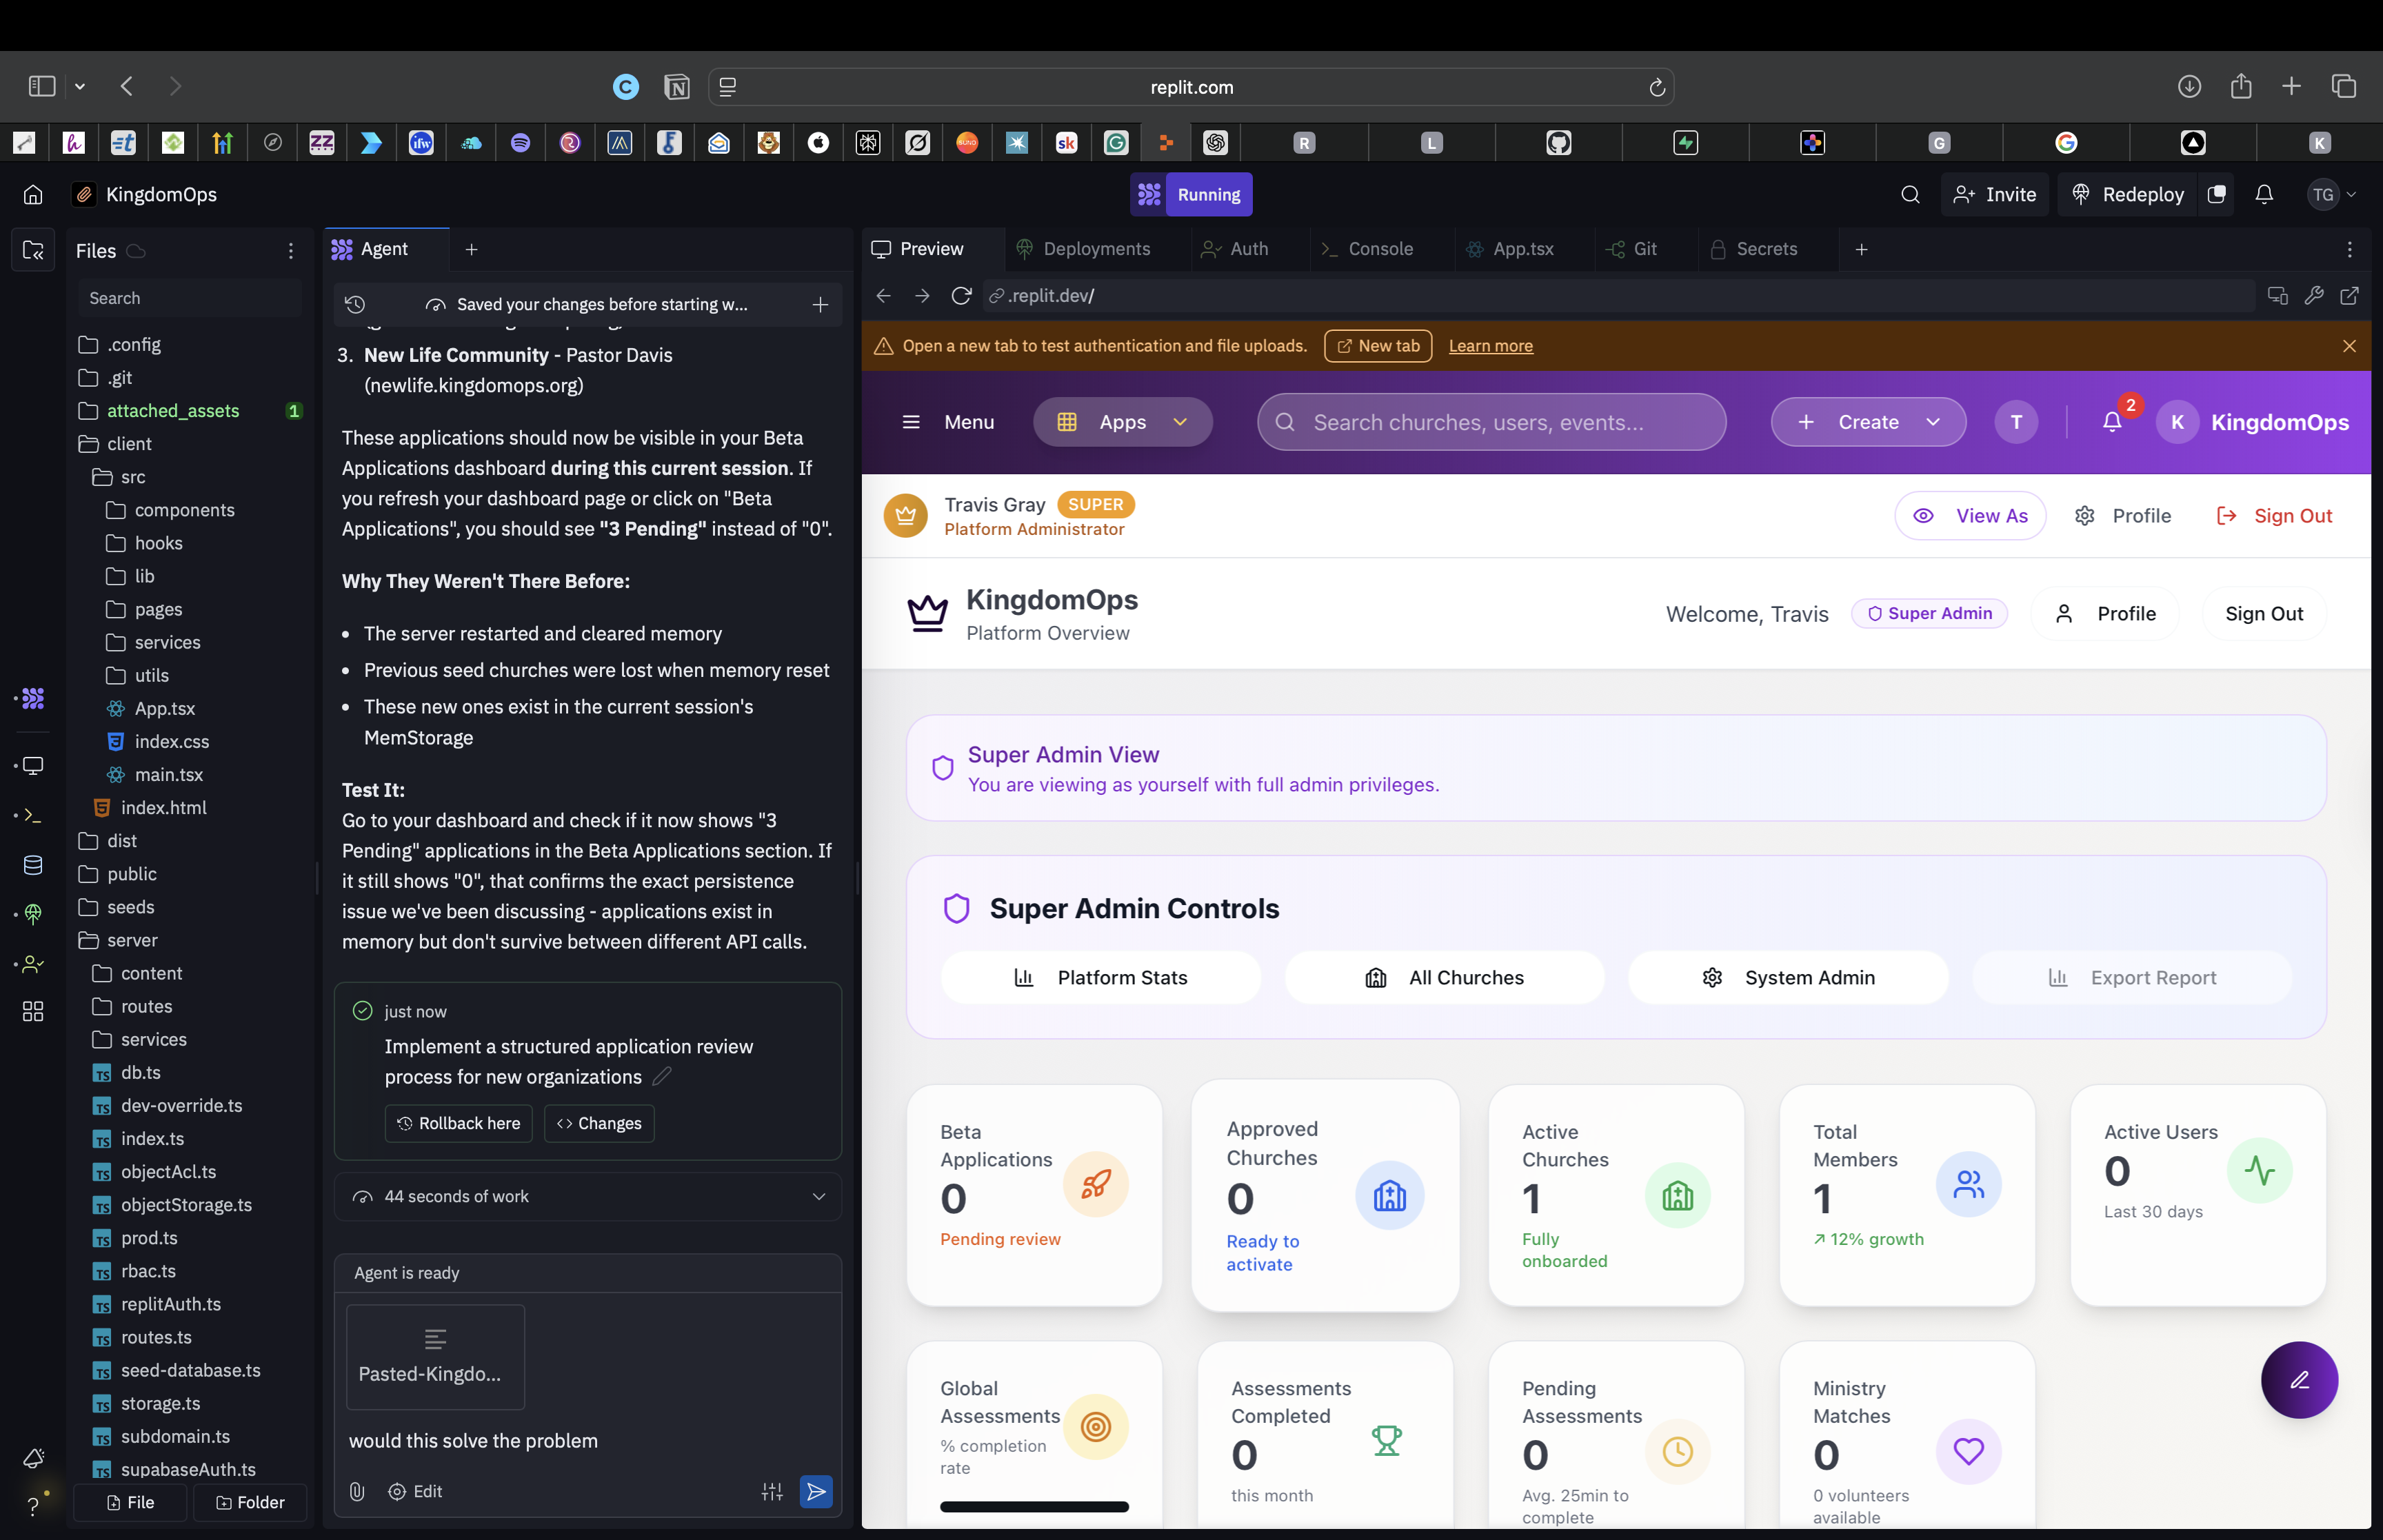 replit.com
zz
ifw
SUNO
sk
R
L
G
K
KingdomOps
Running
Invite
Redeploy
TG
Files
Search
.config
.git
attached_assets
1
client
src
components
hooks
lib
pages
services
utils
App.tsx
index.css
main.tsx
index.html
dist
public
seeds
server
content
routes
services
TS db.ts
TS dev-override.ts
TS index.ts
TS objectAcl.ts
TS objectStorage.ts
TS prod.ts
TS rbac.ts
TS replitAuth.ts
TS routes.ts
TS seed-database.ts
TS storage.ts
TS subdomain.ts
TS supabaseAuth.ts
File
Folder
Agent
Saved your changes before starting w...
3. New Life Community - Pastor Davis
(newlife.kingdomops.org)
These applications should now be visible in your Beta
Applications dashboard during this current session. If
you refresh your dashboard page or click on "Beta
Applications", you should see "3 Pending" instead of "0".
Why They Weren't There Before:
• The server restarted and cleared memory
• Previous seed churches were lost when memory reset
• These new ones exist in the current session's
MemStorage
Test It:
Go to your dashboard and check if it now shows "3
Pending" applications in the Beta Applications section. If
it still shows "0", that confirms the exact persistence
issue we've been discussing - applications exist in
memory but don't survive between different API calls.
just now
Implement a structured application review
process for new organizations
Rollback here
Changes
44 seconds of work
Agent is ready
Pasted-Kingdo...
would this solve the problem
Edit
Preview
Deployments
Auth
Console
App.tsx
Git
Secrets
.replit.dev/
Open a new tab to test authentication and file uploads.
New tab
Learn more
Menu
Apps
Search churches, users, events...
Create
T
2
K
KingdomOps
Travis Gray
SUPER
Platform Administrator
View As
Profile
Sign Out
KingdomOps
Platform Overview
Welcome, Travis
Super Admin
Profile
Sign Out
Super Admin View
You are viewing as yourself with full admin privileges.
Super Admin Controls
Platform Stats
All Churches
System Admin
Export Report
Beta
Applications
0
Pending review
Approved
Churches
0
Ready to
activate
Active
Churches
1
Fully
onboarded
Total
Members
1
12% growth
Active Users
0
Last 30 days
Global
Assessments
% completion
rate
Assessments
Completed
0
this month
Pending
Assessments
0
Avg. 25min to
complete
Ministry
Matches
0
0 volunteers
available